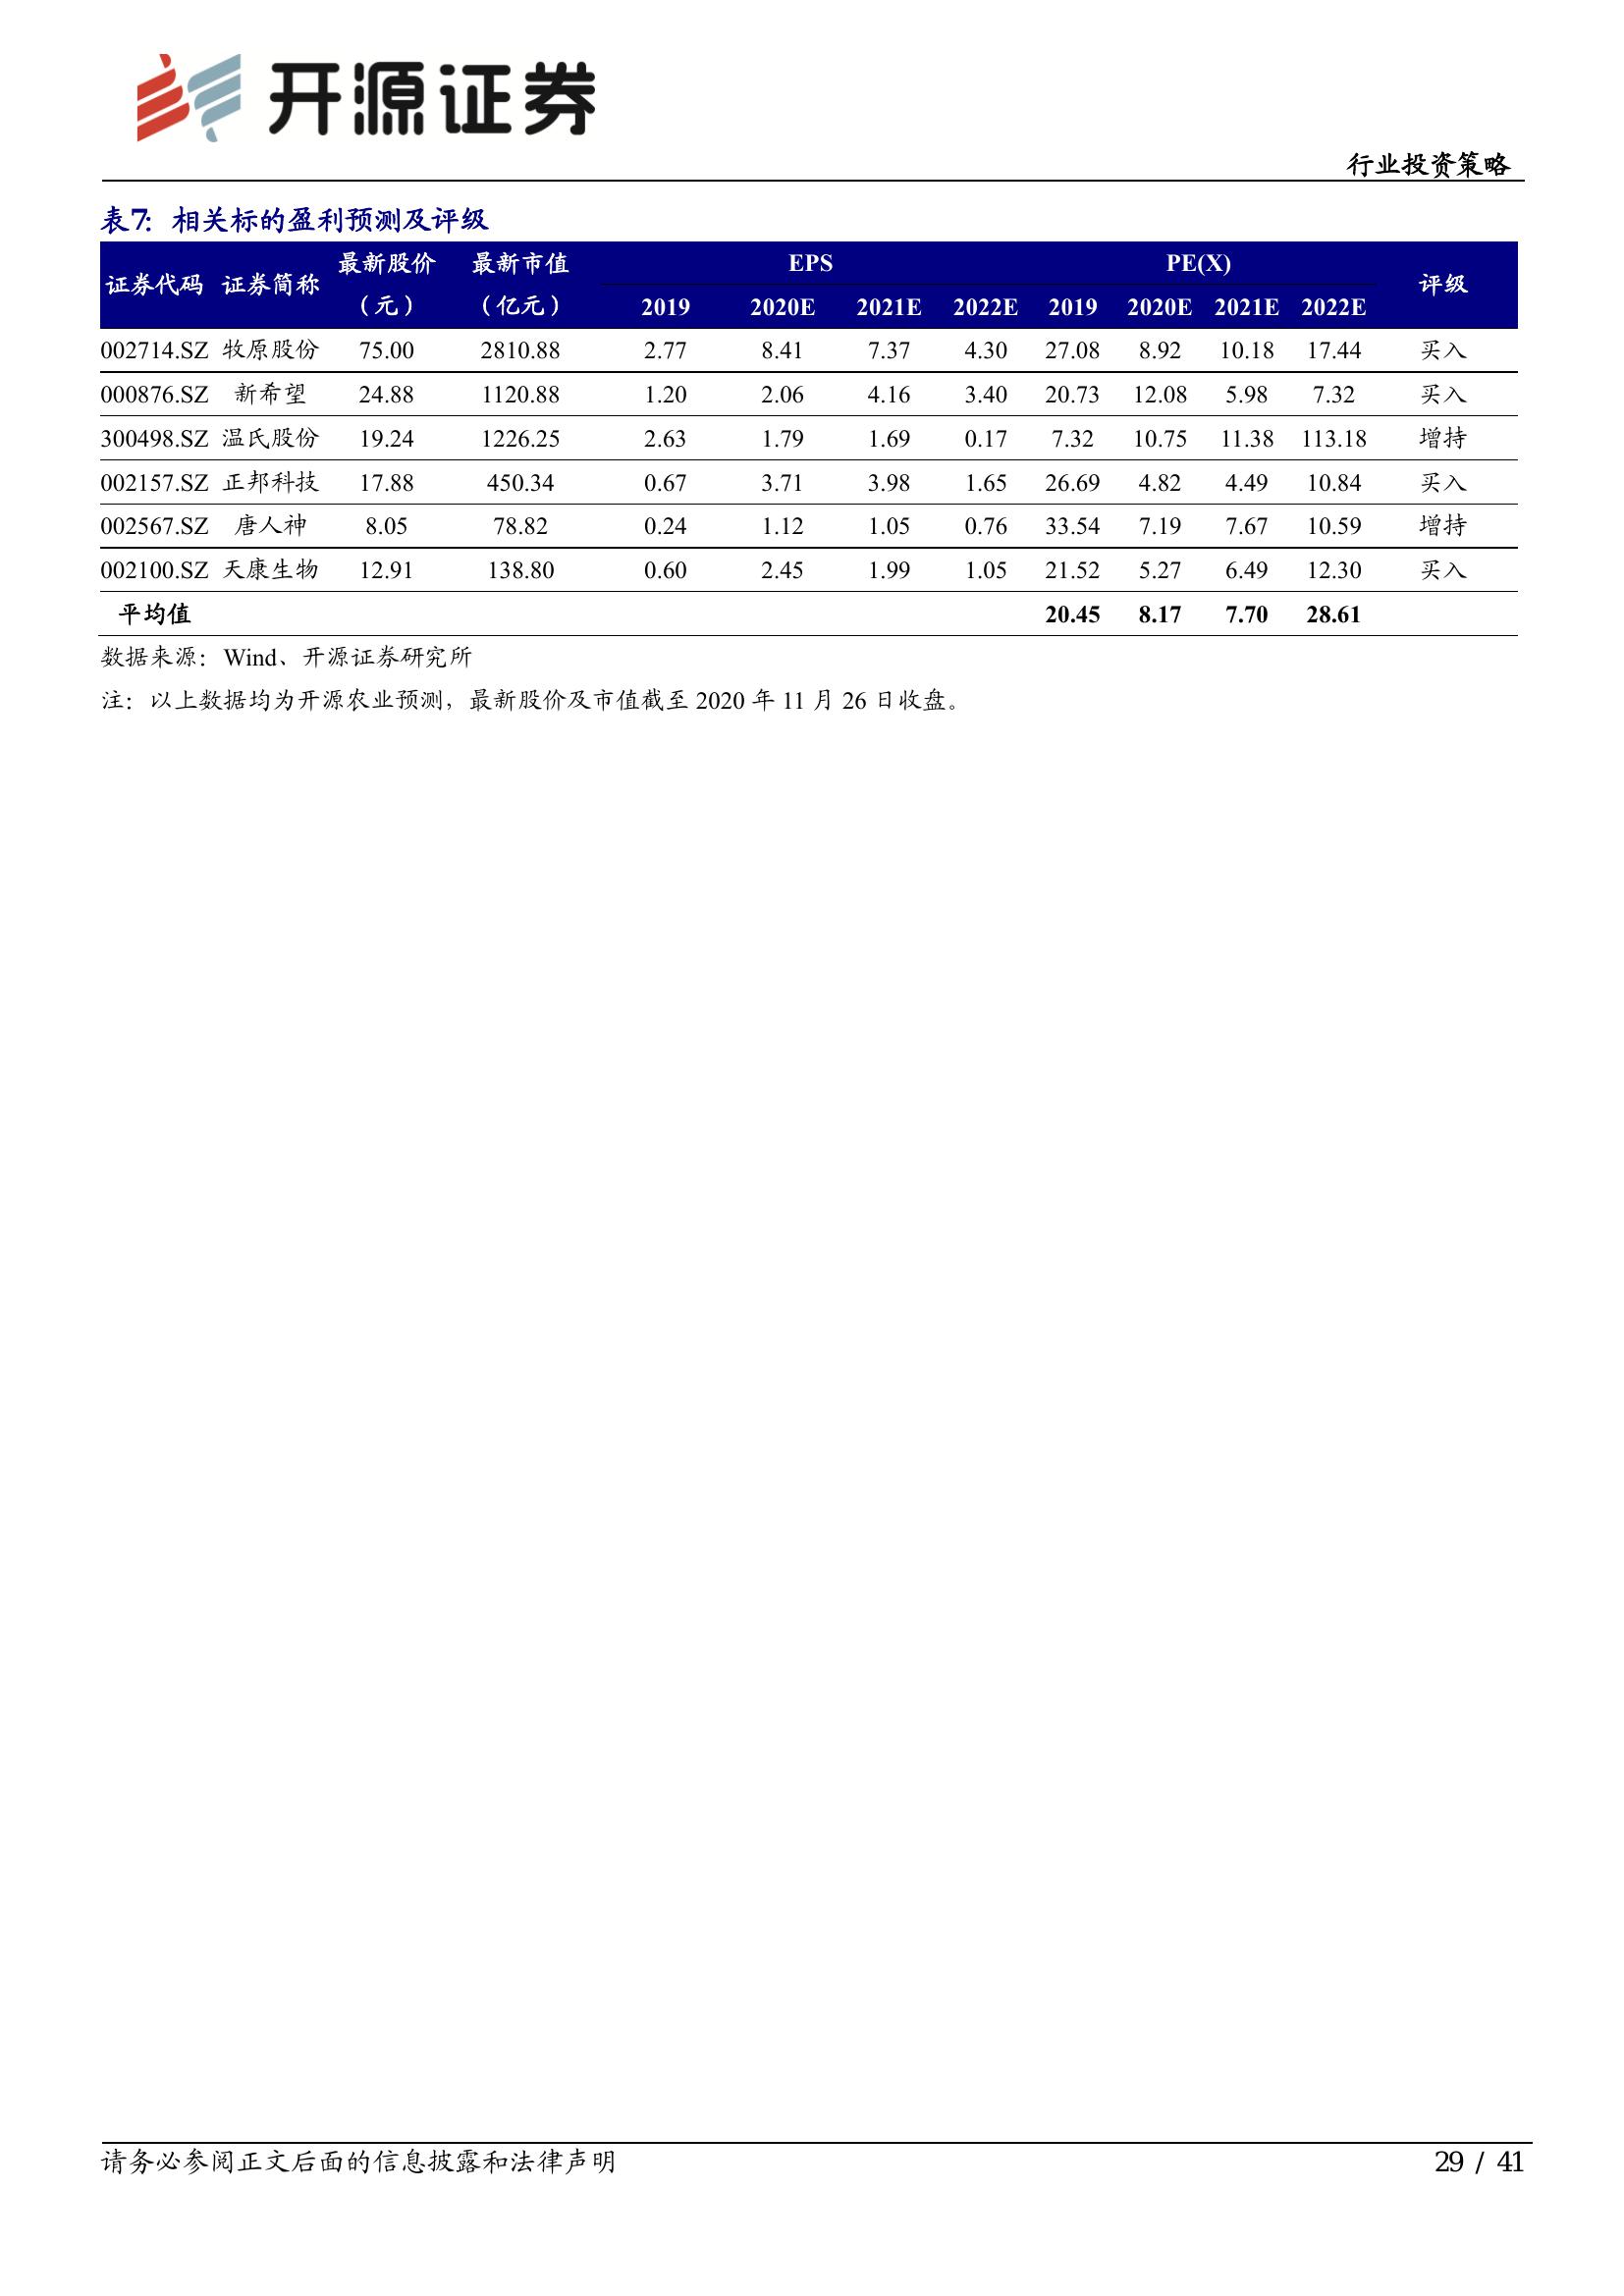 开源证券
行业投资策略
表7：相关标的盈利预测及评级
证券代码 证券简称 最新股价（元） 最新市值（亿元） EPS PE(X) 评级
2019 2020E 2021E 2022E 2019 2020E 2021E 2022E
002714.SZ 牧原股份 75.00 2810.88 2.77 8.41 7.37 4.30 27.08 8.92 10.18 17.44 买入
000876.SZ 新希望 24.88 1120.88 1.20 2.06 4.16 3.40 20.73 12.08 5.98 7.32 买入
300498.SZ 温氏股份 19.24 1226.25 2.63 1.79 1.69 0.17 7.32 10.75 11.38 113.18 增持
002157.SZ 正邦科技 17.88 450.34 0.67 3.71 3.98 1.65 26.69 4.82 4.49 10.84 买入
002567.SZ 唐人神 8.05 78.82 0.24 1.12 1.05 0.76 33.54 7.19 7.67 10.59 增持
002100.SZ 天康生物 12.91 138.80 0.60 2.45 1.99 1.05 21.52 5.27 6.49 12.30 买入
平均值 20.45 8.17 7.70 28.61
数据来源：Wind、开源证券研究所
注：以上数据均为开源农业预测，最新股价及市值截至 2020 年 11 月 26 日收盘。
请务必参阅正文后面的信息披露和法律声明
29 / 41